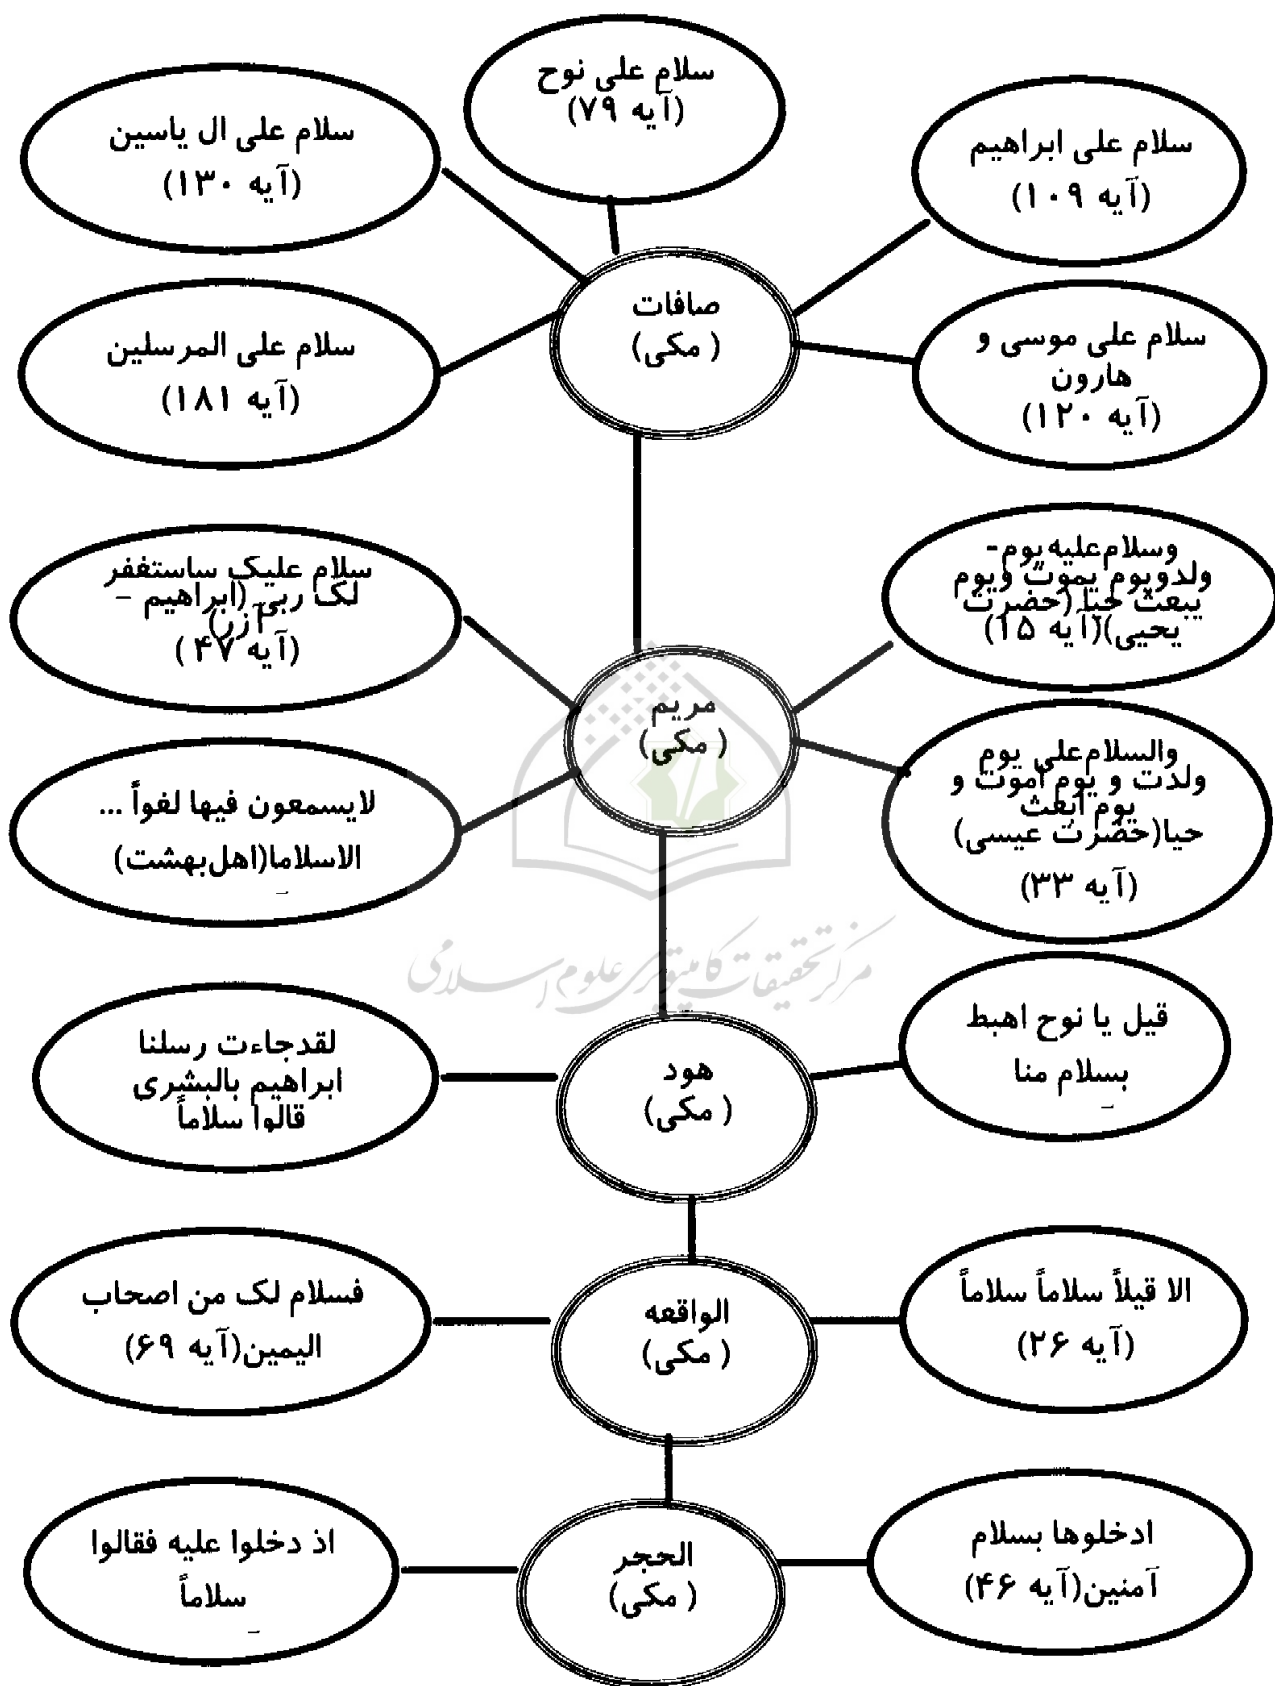 سلام علی نوح
(آیه ۷۹)
سلام علی ابراهیم
(آیه ۱۰۹)
سلام علی ال یاسین
(آیه ۱۳۰)
صافات
( مکی)
سلام علی موسی و
هارون
(آیه ۱۲۰)
سلام علی المرسلین
(آیه ۱۸۱)
وسلام علیه یوم-
ولدویوم یموت ویوم
یبعث حیا (حضرت
یحیی)(آیه ۱۵)
سلام علیک ساستغفر
لک ربی (ابراهیم –
آزر)
(آیه ۴۷ )
مریم
( مکی)
والسلام علی یوم
ولدت و یوم اموت و
یوم ابعث
حیا(حضرت عیسی)
(آیه ۳۳)
لایسمعون فیها لغواً ...
الاسلاما(اهل بهشت)
مرکز تحقیقات کامپیوتری علوم اسلامی
قیل یا نوح اهبط
بسلام منا
هود
( مکی)
لقدجاءت رسلنا
ابراهیم بالبشری
قالوا سلاماً
الا قیلاً سلاماً سلاماً
(آیه ۲۶)
الواقعه
( مکی)
فسلام لک من اصحاب
الیمین(آیه ۶۹)
ادخلوها بسلام
آمنین(آیه ۴۶)
الحجر
( مکی)
اذ دخلوا علیه فقالوا
سلاماً